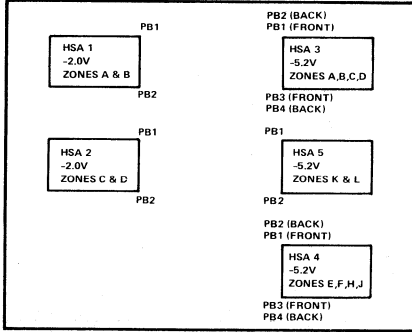 PB1
HSA 1
-2.0V
ZONES A & B
PB2
PB2 (BACK)
PB1 (FRONT)
HSA 3
-5.2V
ZONES A,B,C,D
PB3 (FRONT)
PB4 (BACK)
PB1
HSA 2
-2.0V
ZONES C & D
PB2
PB1
HSA 5
-5.2V
ZONES K & L
PB2
PB2 (BACK)
PB1 (FRONT)
HSA 4
-5.2V
ZONES E,F,H,J
PB3 (FRONT)
PB4 (BACK)